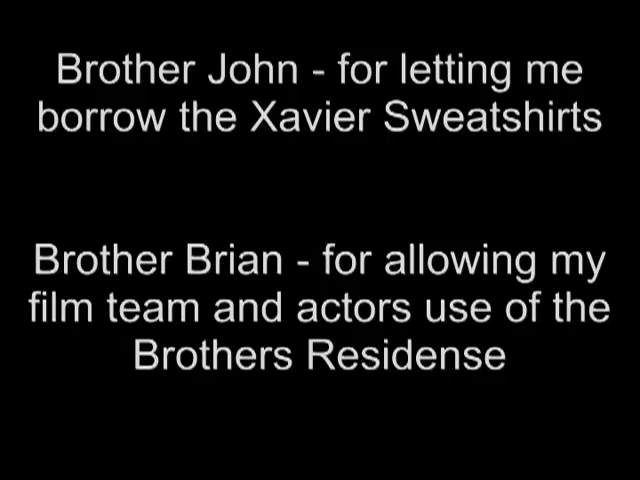 Brother John - for letting me
borrow the Xavier Sweatshirts
Brother Brian - for allowing my
film team and actors use of the
Brothers Residense